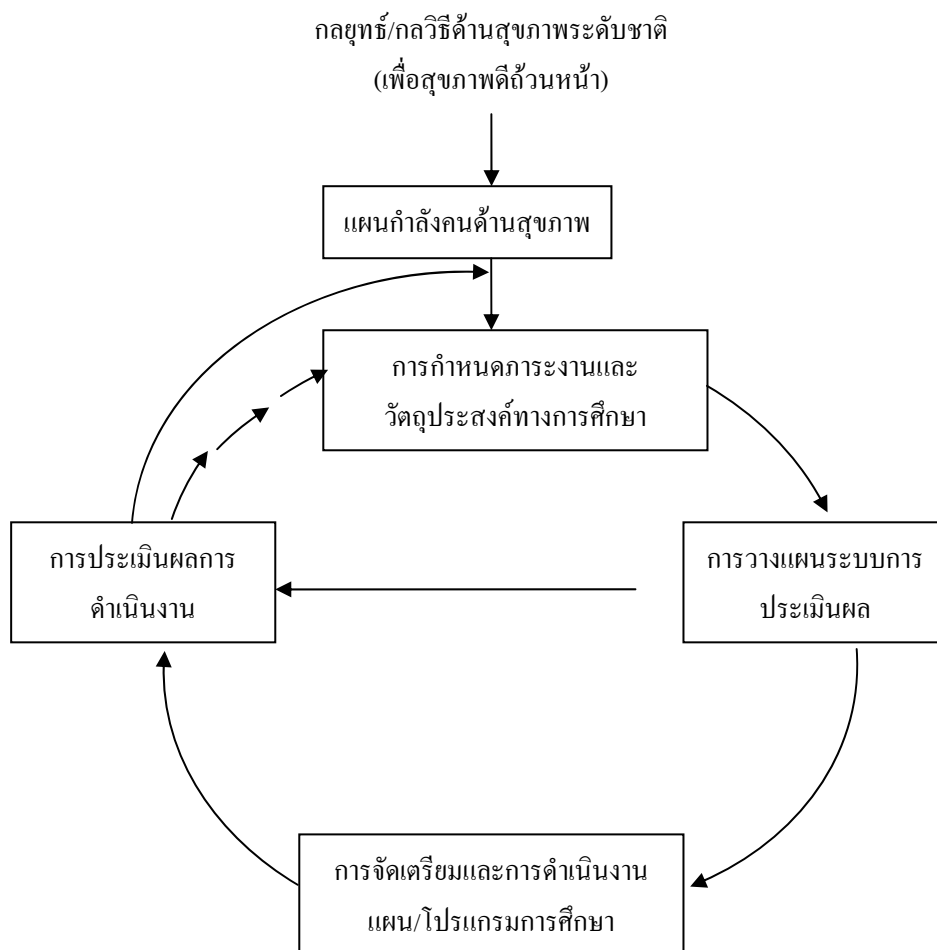 กลยุทธ์/กลวิธีด้านสุขภาพระดับชาติ
(เพื่อสุขภาพดีถ้วนหน้า)
แผนกำลังคนด้านสุขภาพ
การกำหนดภาระงานและ
วัตถุประสงค์ทางการศึกษา
การประเมินผลการ
ดำเนินงาน
การวางแผนระบบการ
ประเมินผล
การจัดเตรียมและการดำเนินงาน
แผน/โปรแกรมการศึกษา